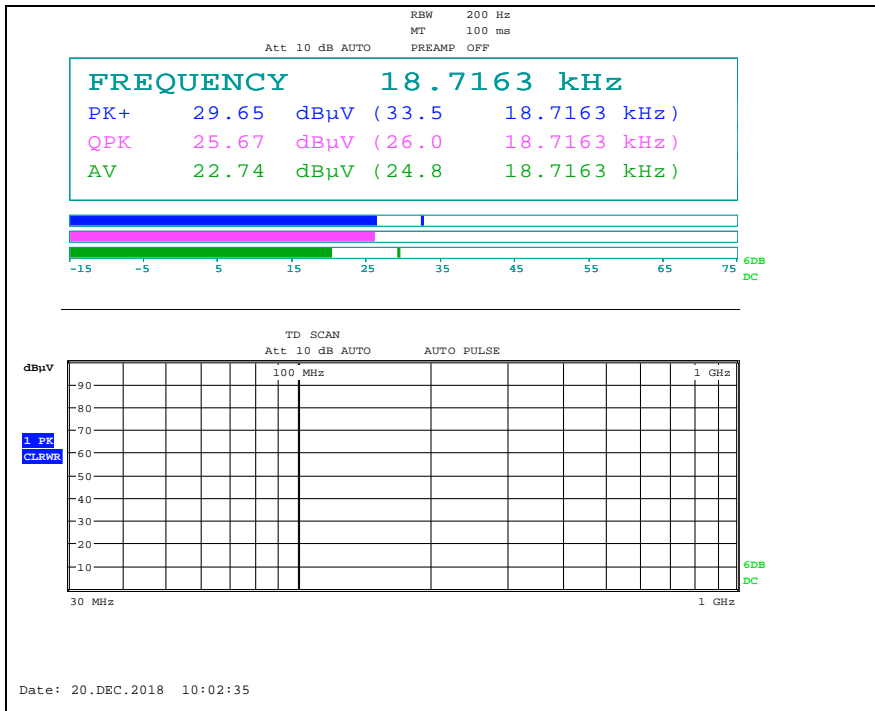 RBW 200 Hz
MT 100 ms
Att 10 dB AUTO PREAMP OFF
FREQUENCY 18.7163 kHz
PK+ 29.65 dBµV (33.5 18.7163 kHz)
QPK 25.67 dBµV (26.0 18.7163 kHz)
AV 22.74 dBµV (24.8 18.7163 kHz)
-15 -5 5 15 25 35 45 55 65 75
6DB
DC
TD SCAN
Att 10 dB AUTO AUTO PULSE
dBµV
100 MHz 1 GHz
90
80
70
1 PK
CLRWR
60
50
40
30
20
10
6DB
DC
30 MHz 1 GHz
Date: 20.DEC.2018 10:02:35